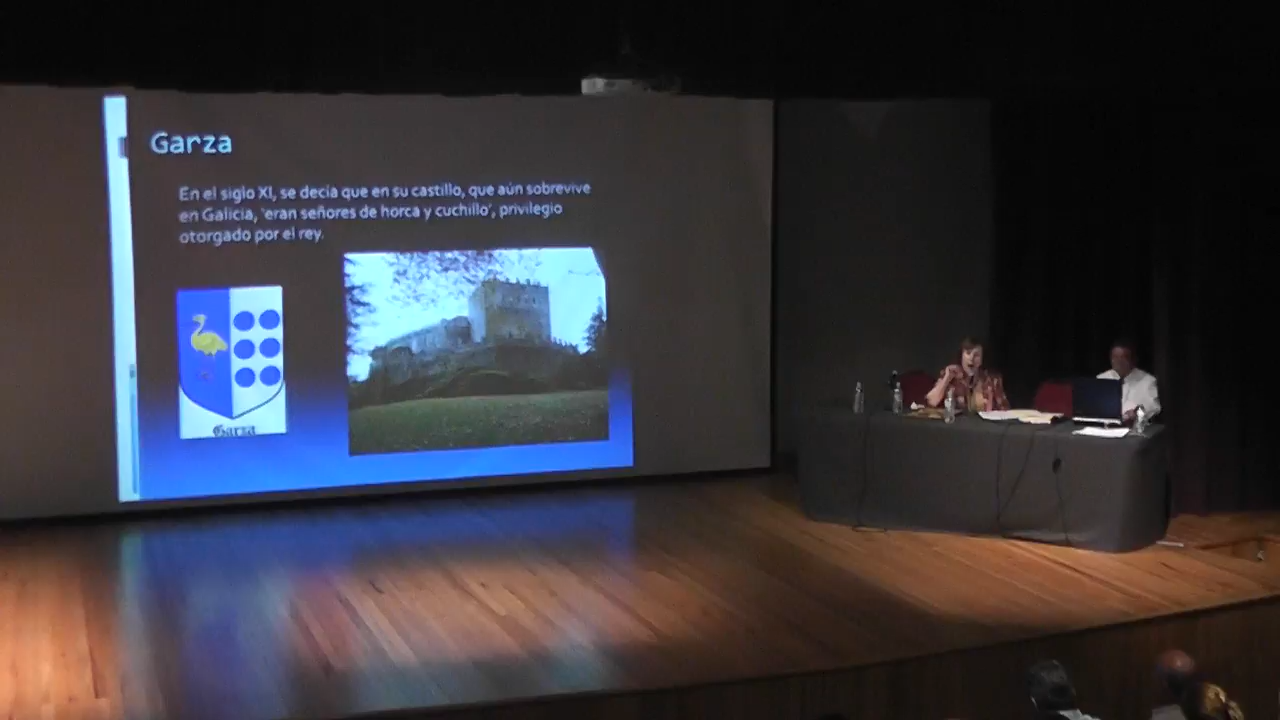 Garza
En el siglo XI, se decía que en su castillo, que aún sobrevive
en Galicia, 'eran señores de horca y cuchillo', privilegio
otorgado por el rey.
Garza